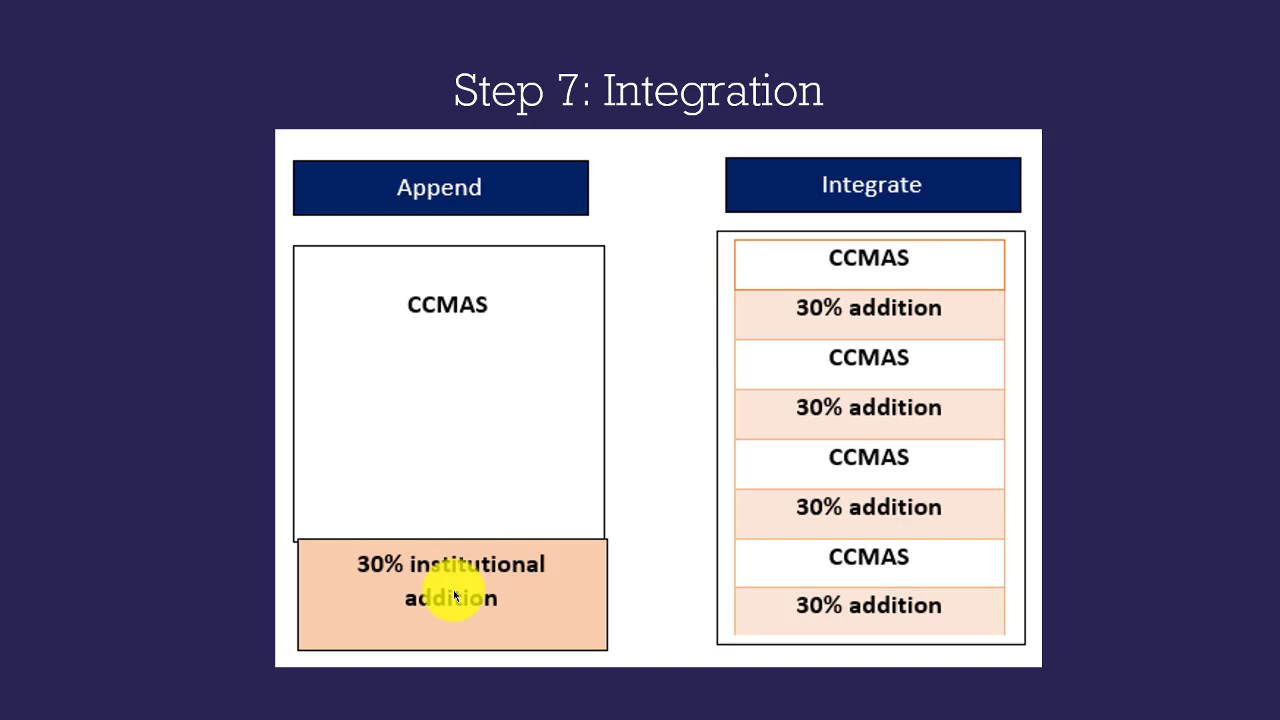 Step 7: Integration
Append
CCMAS
30% institutional
addition
Integrate
CCMAS
30% addition
CCMAS
30% addition
CCMAS
30% addition
CCMAS
30% addition